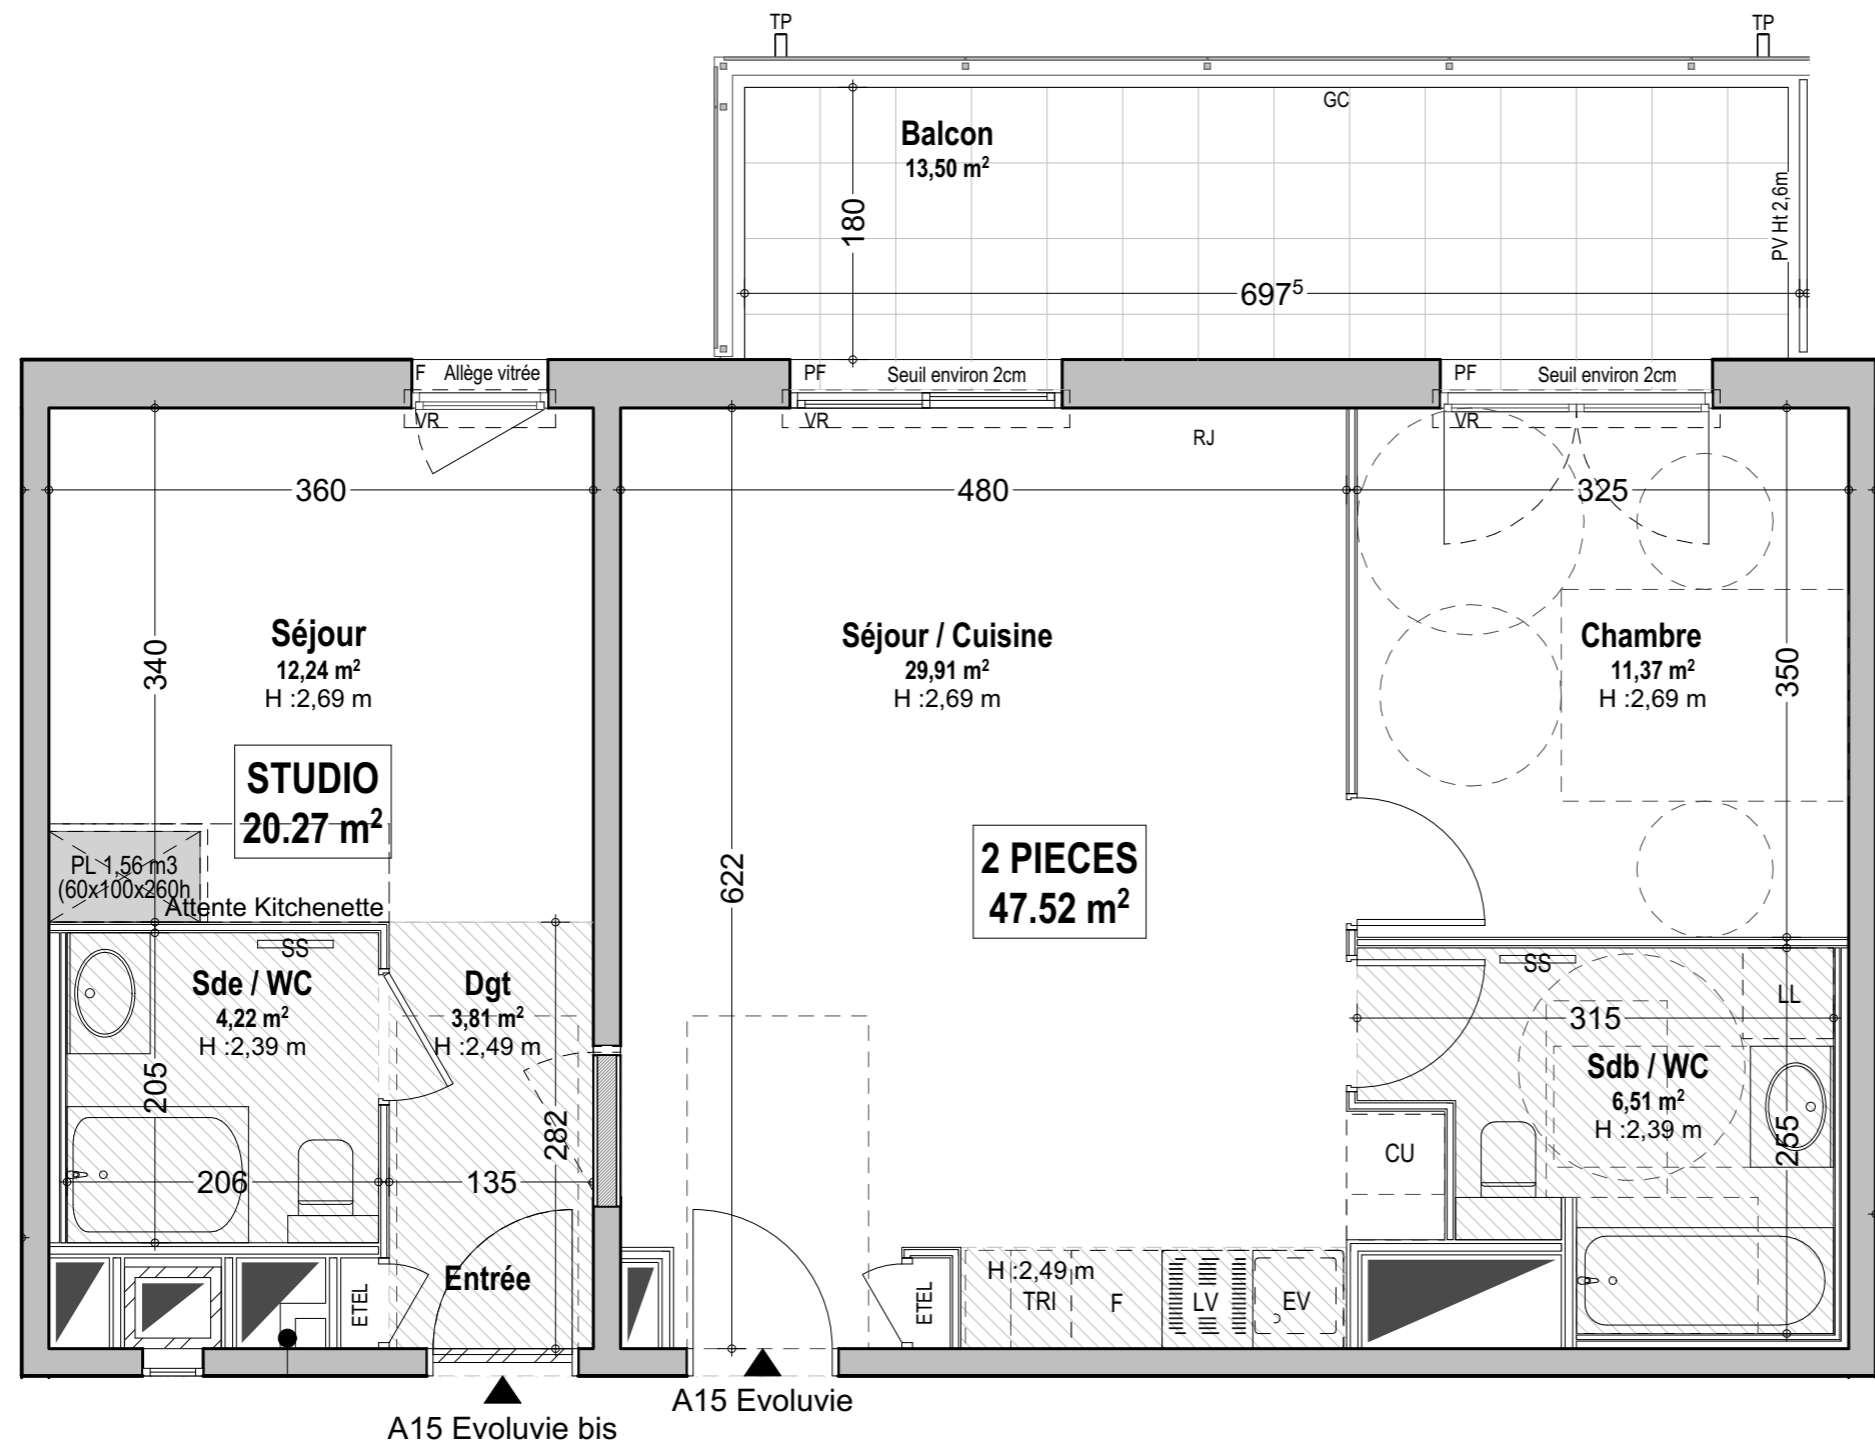 TP
TP
GC
Balcon
13,50 m²
180
PV Ht 2,6m
697⁵
F Allège vitrée
VR
PF Seuil environ 2cm
VR
PF Seuil environ 2cm
VR
RJ
360
480
325
Séjour
12,24 m²
H :2,69 m
340
Séjour / Cuisine
29,91 m²
H :2,69 m
Chambre
11,37 m²
H :2,69 m
350
STUDIO
20.27 m²
2 PIECES
47.52 m²
622
PL 1,56 m3
(60x100x260h
Attente Kitchenette
SS
Sde / WC
4,22 m²
H :2,39 m
Dgt
3,81 m²
H :2,49 m
SS
LL
315
Sdb / WC
6,51 m²
H :2,39 m
205
282
255
206
135
CU
Entrée
ETEL
ETEL
H :2,49 m
TRI
F
LV
EV
A15 Evoluvie
A15 Evoluvie bis